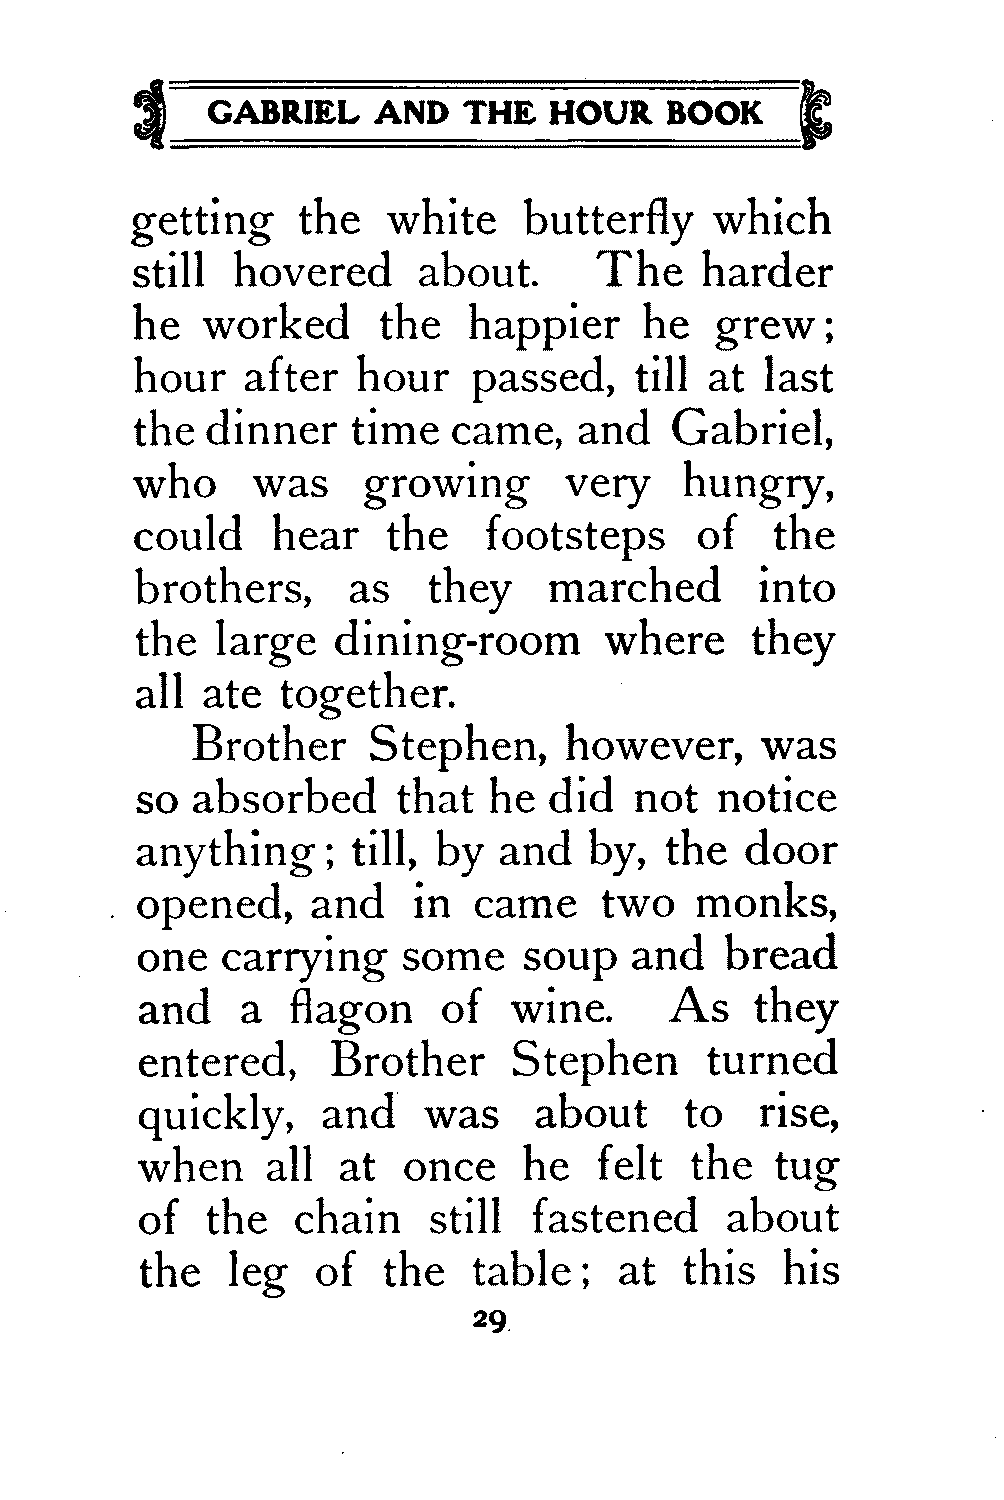 GABRIEL AND THE HOUR BOOK
getting the white butterfly which
still hovered about. The harder
he worked the happier he grew;
hour after hour passed, till at last
the dinner time came, and Gabriel,
who was growing very hungry,
could hear the footsteps of the
brothers, as they marched into
the large dining-room where they
all ate together.
Brother Stephen, however, was
so absorbed that he did not notice
anything; till, by and by, the door
opened, and in came two monks,
one carrying some soup and bread
and a flagon of wine. As they
entered, Brother Stephen turned
quickly, and was about to rise,
when all at once he felt the tug
of the chain still fastened about
the leg of the table; at this his
29